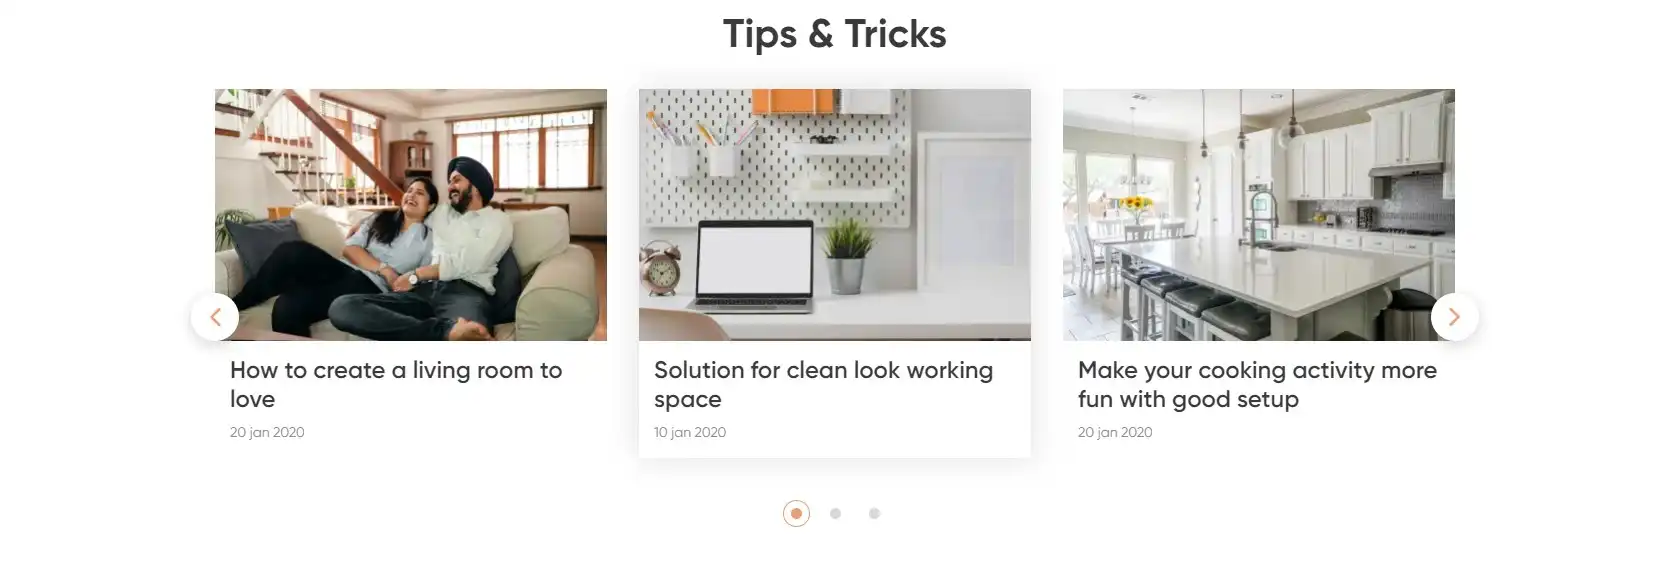 Tips & Tricks
How to create a living room to
love
20 jan 2020
Solution for clean look working
space
10 jan 2020
Make your cooking activity more
fun with good setup
20 jan 2020